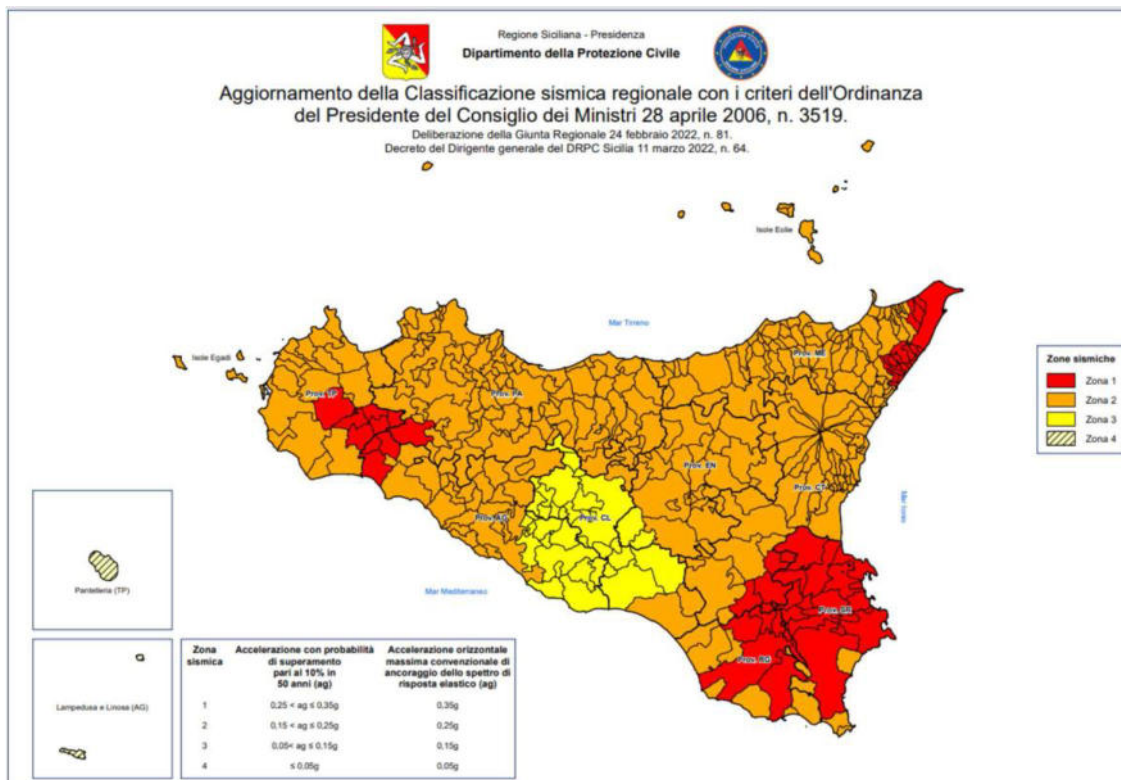 Regione Siciliana - Presidenza
Dipartimento della Protezione Civile
Aggiornamento della Classificazione sismica regionale con i criteri dell'Ordinanza
del Presidente del Consiglio dei Ministri 28 aprile 2006, n. 3519.
Deliberazione della Giunta Regionale 24 febbraio 2022, n. 81.
Decreto del Dirigente generale del DRPC Sicilia 11 marzo 2022, n. 64.
Isole Eolie
Mar Tirreno
Isole Egadi
Prov. ME
Prov. TP
Prov. PA
Prov. EN
Prov. CT
Prov. AG
Prov. CL
Mar Ionio
Mar Mediterraneo
Prov. SR
Prov. RG
Zone sismiche
Zona 1
Zona 2
Zona 3
Zona 4
Pantelleria (TP)
Lampedusa e Linosa (AG)
Zona sismica
Accelerazione con probabilità di superamento pari al 10% in 50 anni (ag)
Accelerazione orizzontale massima convenzionale di ancoraggio dello spettro di risposta elastico (ag)
1 0,25 < ag ≤ 0,35g 0,35g
2 0,15 < ag ≤ 0,25g 0,25g
3 0,05< ag ≤ 0,15g 0,15g
4 ≤ 0,05g 0,05g